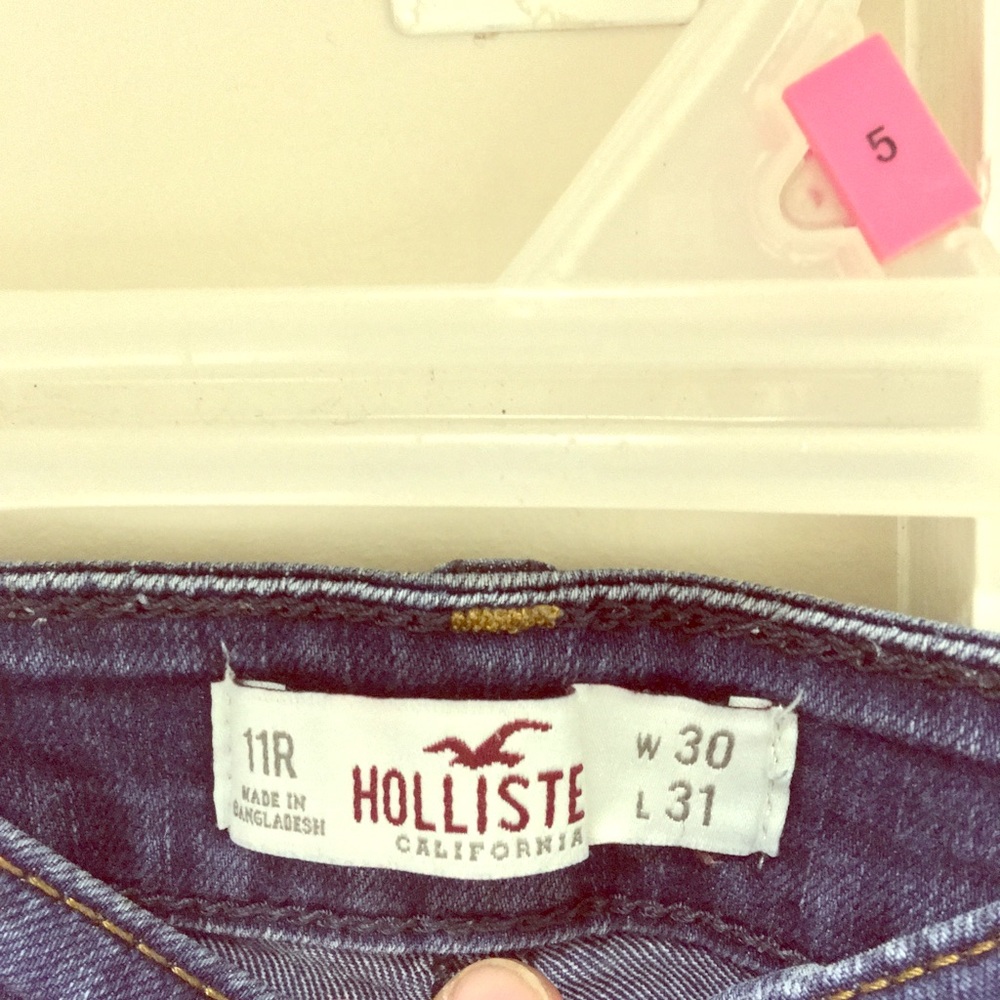 5
11R
MADE IN
BANGLADESH
HOLLISTE
CALIFORNIA
W 30
L 31